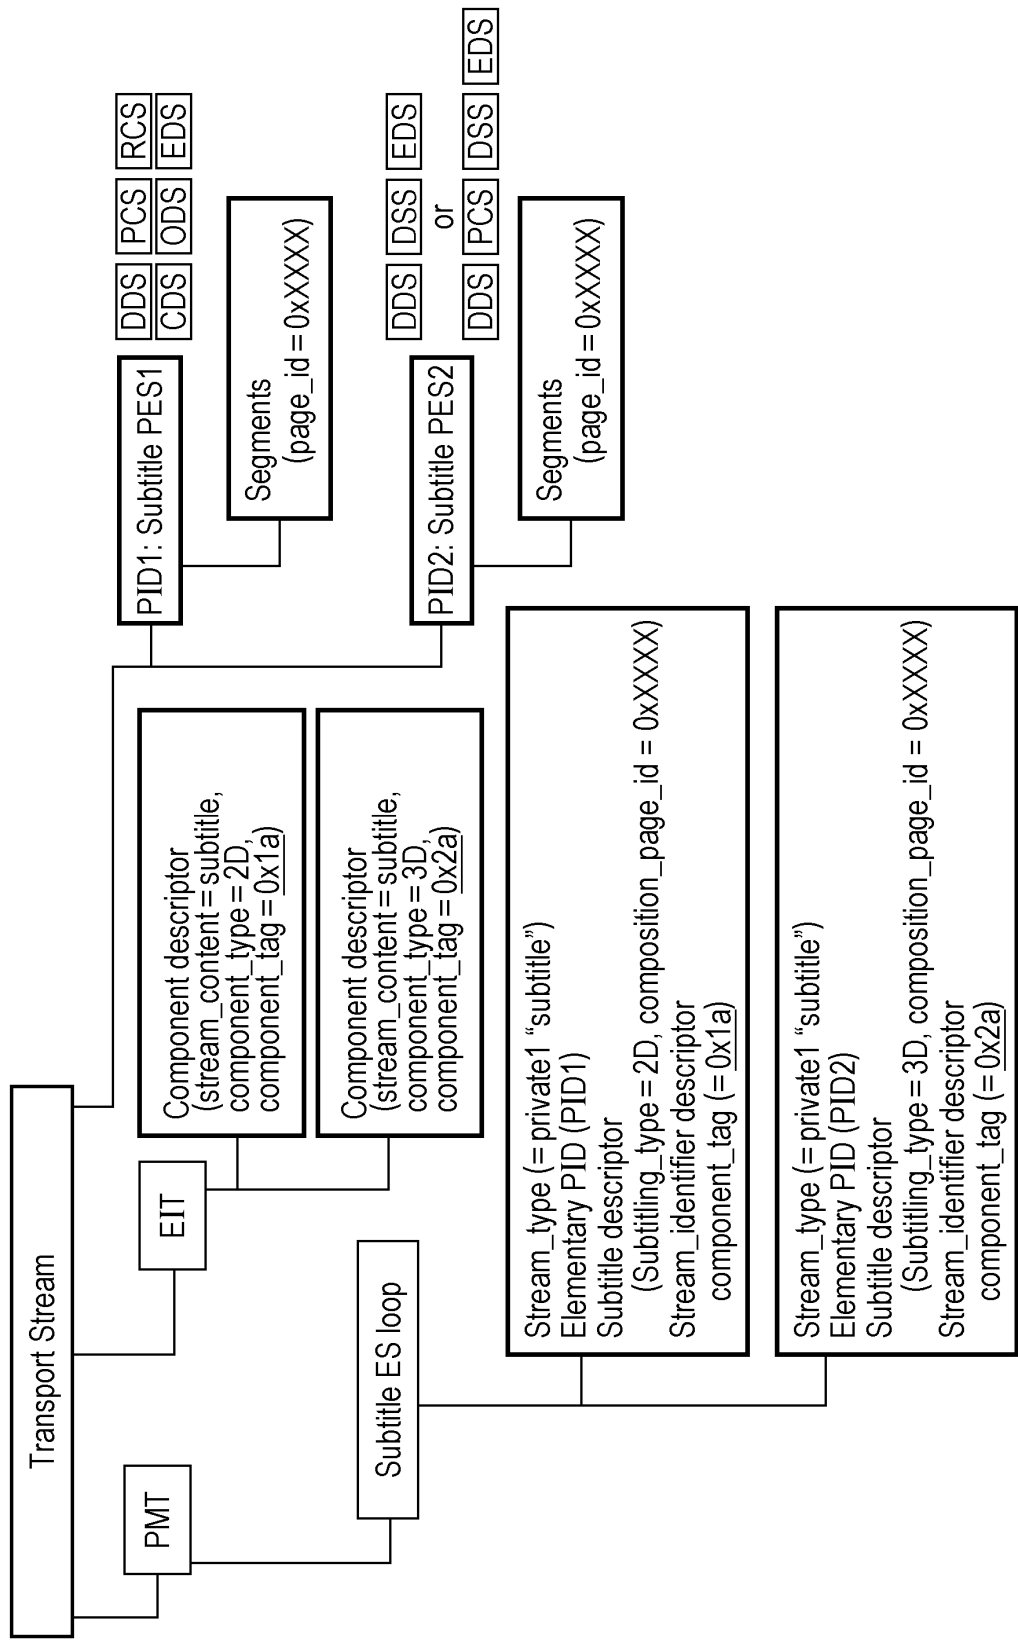 Transport Stream
PMT
EIT
Subtitle ES loop
Component descriptor
(stream_content = subtitle,
component_type = 2D,
component_tag = 0x1a)
Component descriptor
(stream_content = subtitle,
component_type = 3D,
component_tag = 0x2a)
Stream_type (= private1 “subtitle”)
Elementary PID (PID1)
Subtitle descriptor
(Subtitling_type = 2D, composition_page_id = 0xXXXX)
Stream_identifier descriptor
component_tag (= 0x1a)
Stream_type (= private1 “subtitle”)
Elementary PID (PID2)
Subtitle descriptor
(Subtitling_type = 3D, composition_page_id = 0xXXXX)
Stream_identifier descriptor
component_tag (= 0x2a)
PID1: Subtitle PES1
DDS PCS RCS
CDS ODS EDS
Segments
(page_id = 0xXXXX)
PID2: Subtitle PES2
DDS DSS EDS
or
DDS PCS DSS EDS
Segments
(page_id = 0xXXXX)